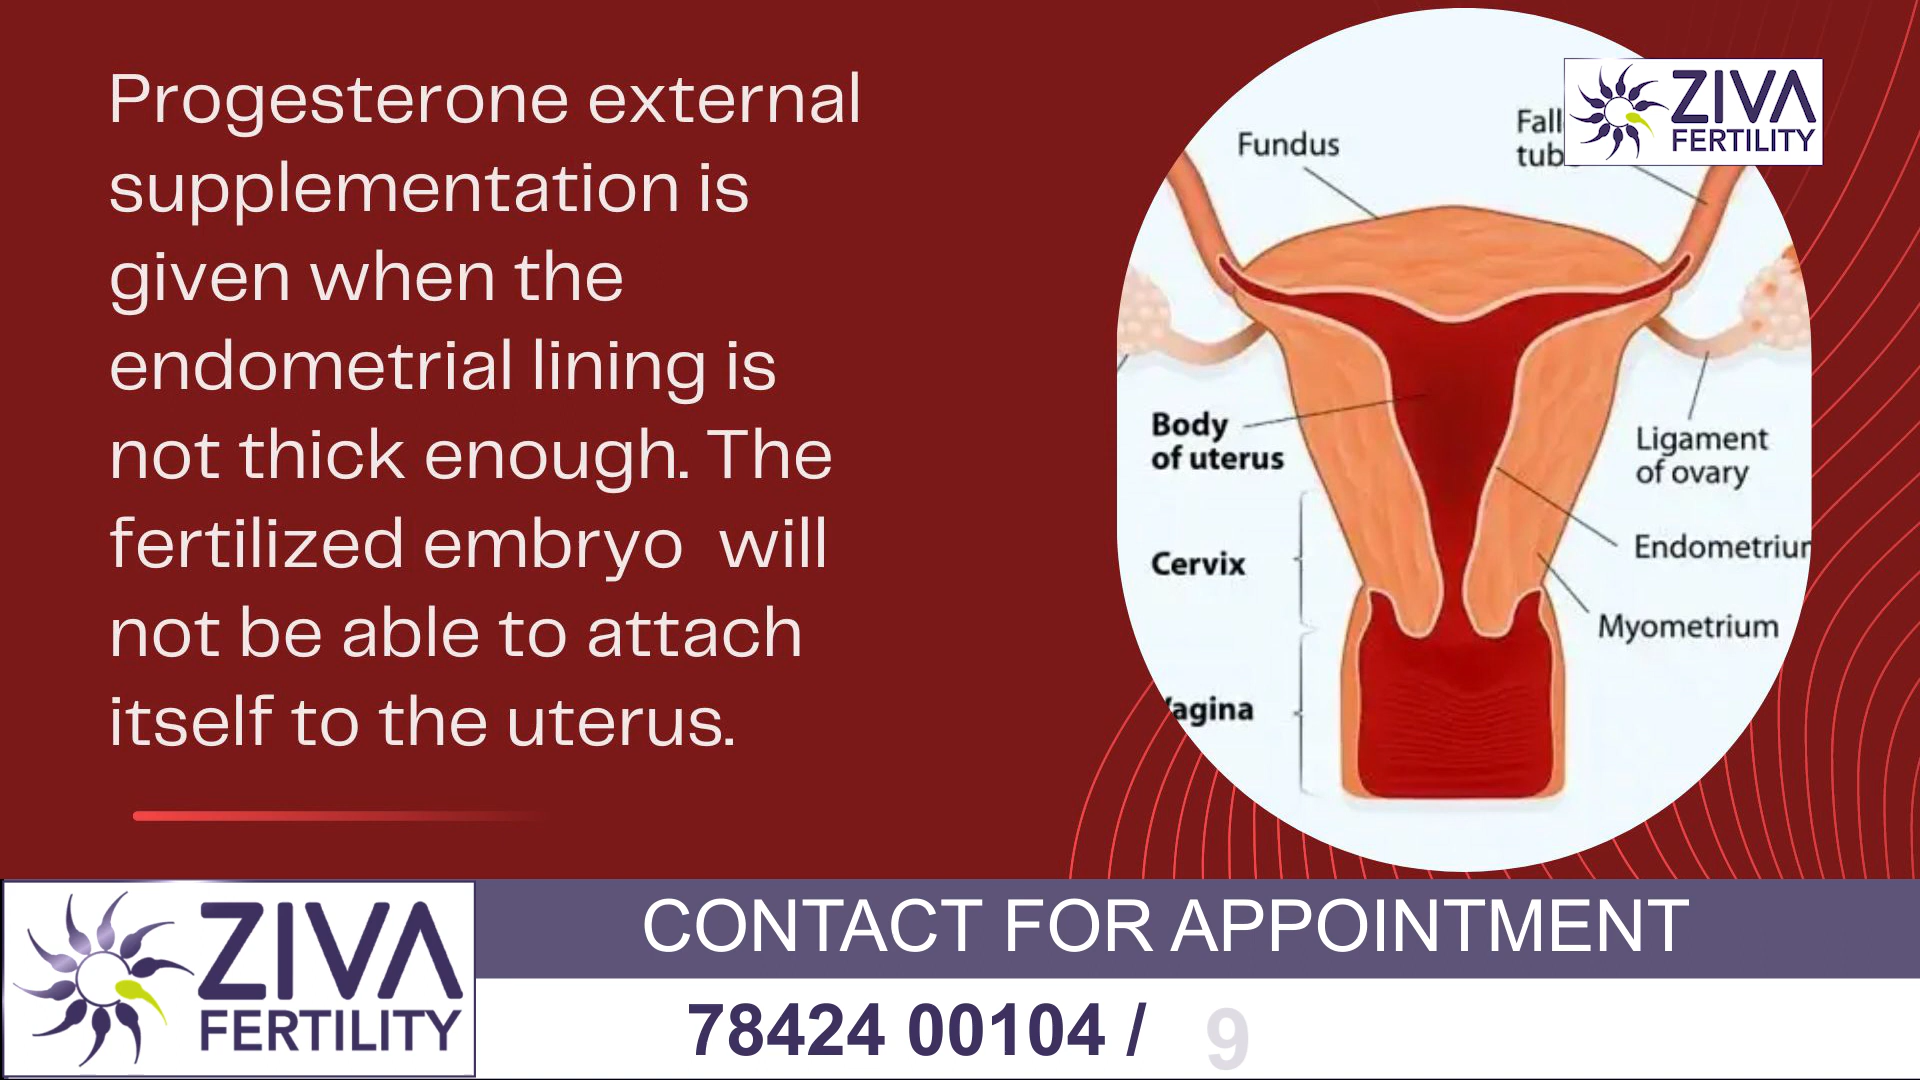 Progesterone external
supplementation is
given when the
endometrial lining is
not thick enough. The
fertilized embryo will
not be able to attach
itself to the uterus.
Fundus
ZIVA
FERTILITY
Body
of uterus
Ligament
of ovary
Endometriu
Cervix
Myometrium
agina
ZIVA
FERTILITY
CONTACT FOR APPOINTMENT
78424 00104 / 9